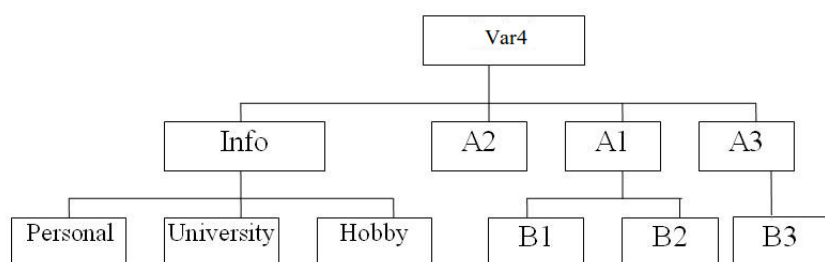 Var4
Info
A2
A1
A3
Personal
University
Hobby
B1
B2
B3